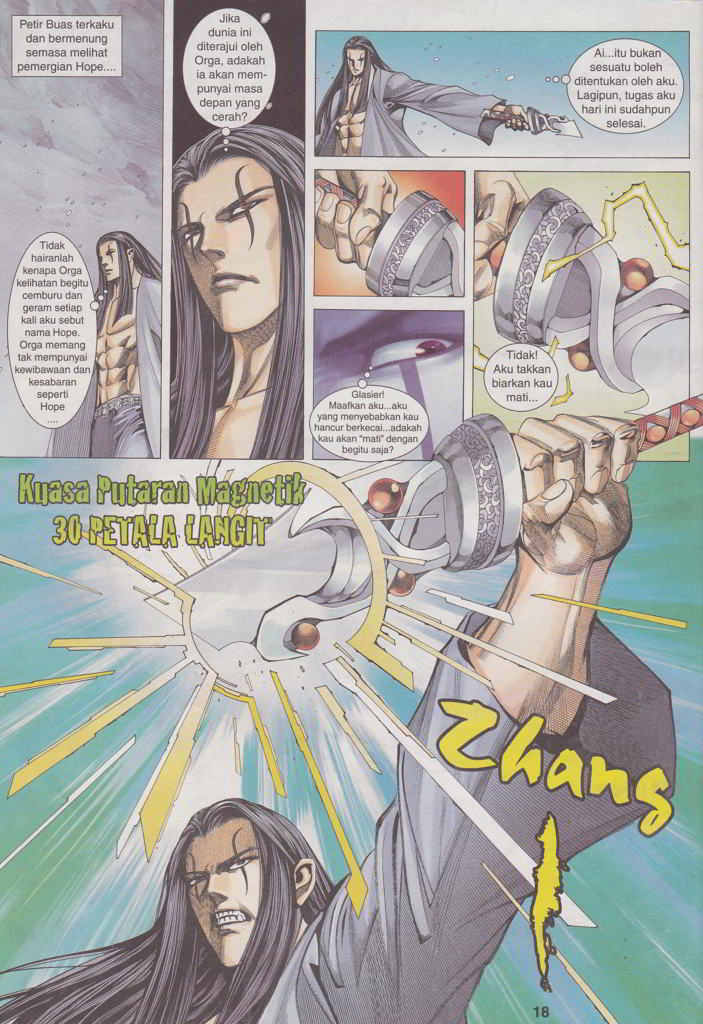 Petir Buas terkaku
dan bermenung
semasa melihat
pemergian Hope....
Tidak
hairanlah
kenapa Orga
kelihatan begitu
cemburu dan
geram setiap
kali aku sebut
nama Hope.
Orga memang
tak mempunyai
kewibawaan dan
kesabaran
seperti
Hope
....
Jika
dunia ini
diterajui oleh
Orga, adakah
ia akan mem-
punyai masa
depan yang
cerah?
Ai...itu bukan
sesuatu boleh
ditentukan oleh aku.
Lagipun, tugas aku
hari ini sudahpun
selesai.
Glasier!
Maafkan aku...aku
yang menyebabkan kau
hancur berkecai...adakah
kau akan "mati" dengan
begitu saja?
Tidak!
Aku takkan
biarkan kau
mati...
Kuasa Putaran Magnetik
30 PETALA LANGIT
Zhang
!
18